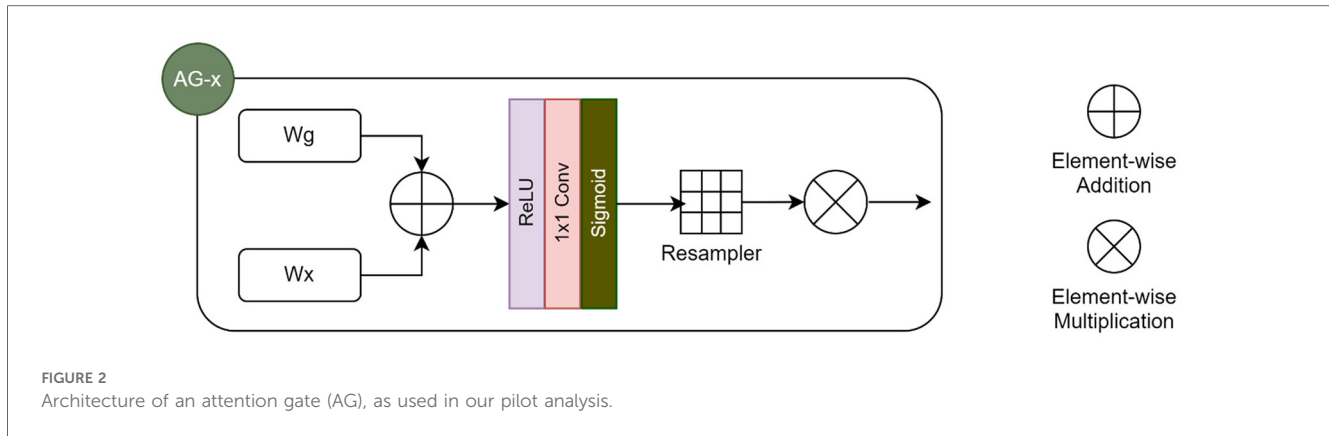 AG-x
Wg
Wx
ReLU
1x1 Conv
Sigmoid
Resampler
Element-wise
Addition
Element-wise
Multiplication
FIGURE 2
Architecture of an attention gate (AG), as used in our pilot analysis.